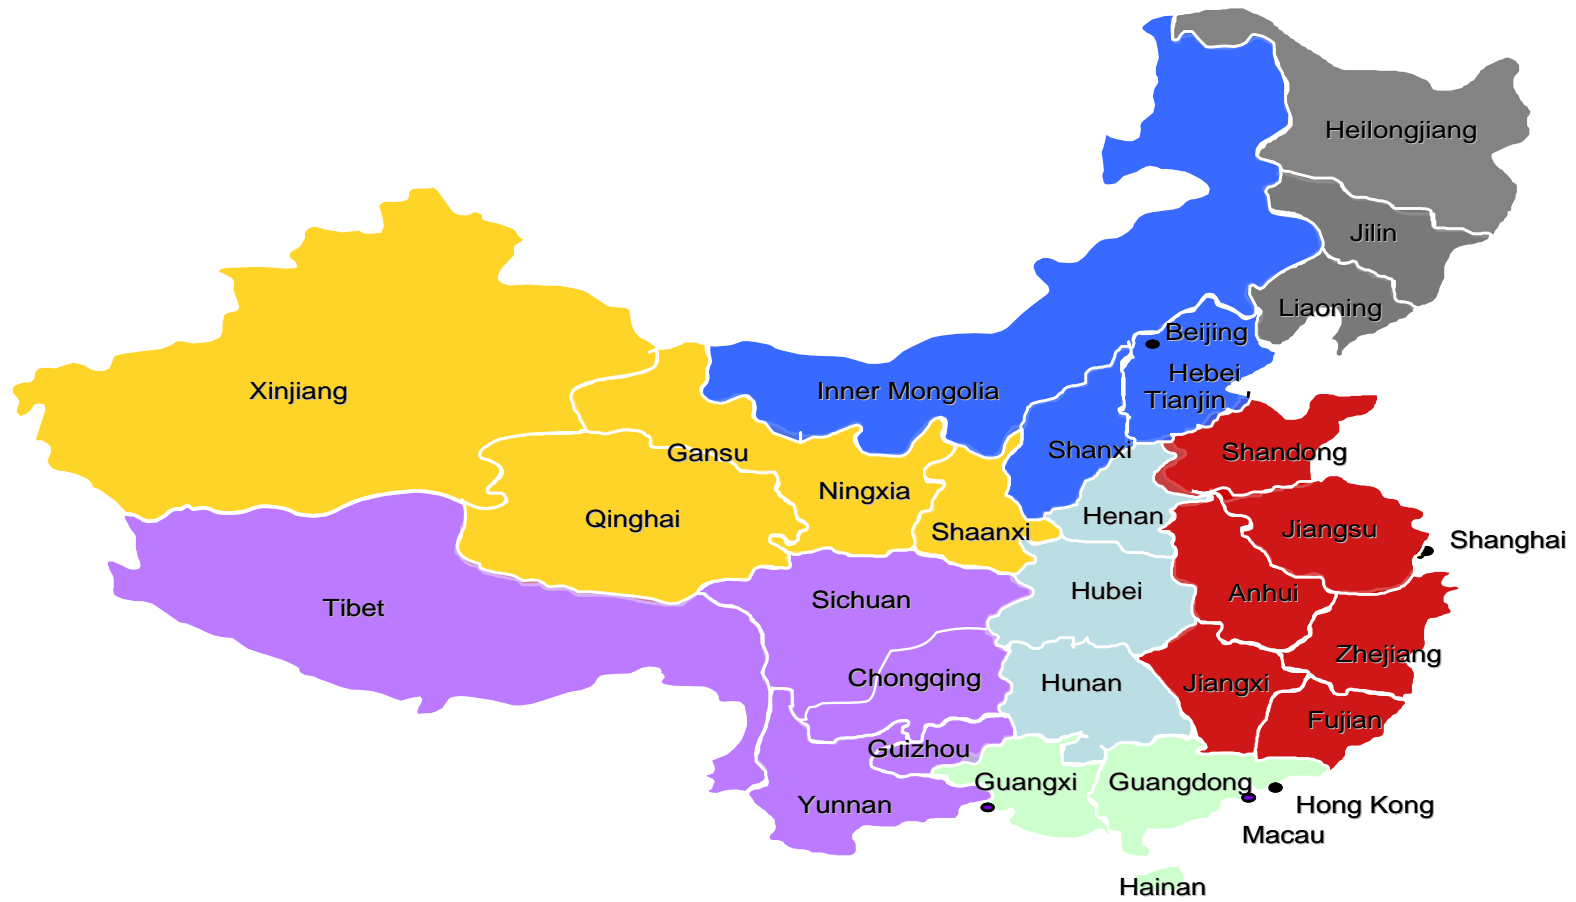 Heilongjiang
Jilin
Liaoning
Beijing
Hebei
Tianjin
Xinjiang
Inner Mongolia
Shanxi
Shandong
Gansu
Ningxia
Qinghai
Shaanxi
Henan
Jiangsu
Shanghai
Tibet
Sichuan
Hubei
Anhui
Zhejiang
Chongqing
Hunan
Jiangxi
Fujian
Guizhou
Guangxi
Guangdong
Yunnan
Hong Kong
Macau
Hainan